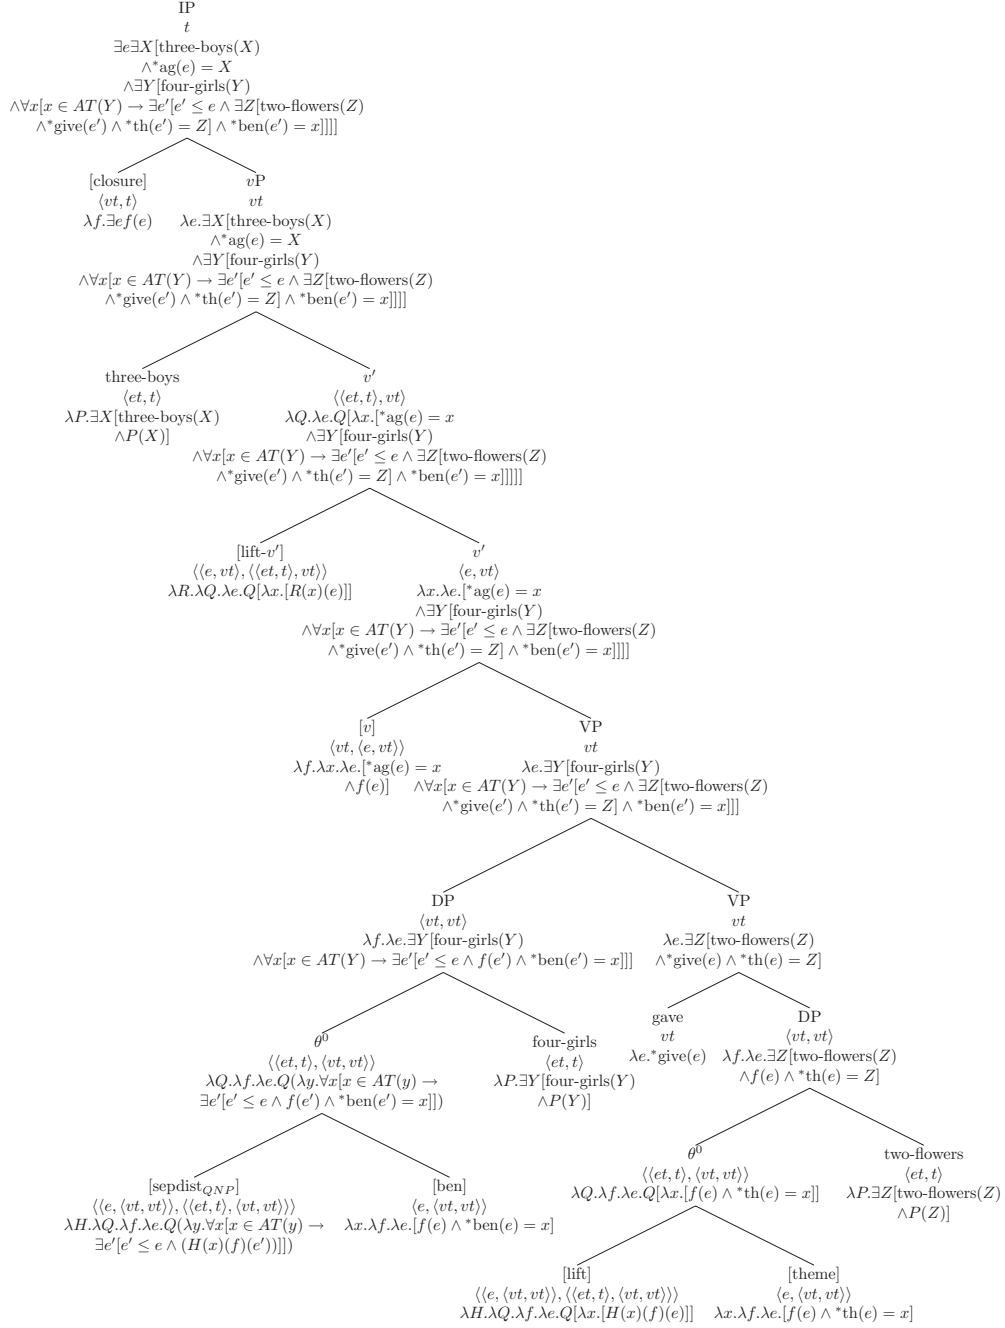 IP
t
∃e∃X[three-boys(X)
∧*ag(e) = X
∧∃Y[four-girls(Y)
∧∀x[x ∈ AT(Y) → ∃e′[e′ ≤ e ∧ ∃Z[two-flowers(Z)
∧*give(e′) ∧ *th(e′) = Z] ∧ *ben(e′) = x]]]]
[closure]
⟨vt, t⟩
λf.∃ef(e)
vP
vt
λe.∃X[three-boys(X)
∧*ag(e) = X
∧∃Y[four-girls(Y)
∧∀x[x ∈ AT(Y) → ∃e′[e′ ≤ e ∧ ∃Z[two-flowers(Z)
∧*give(e′) ∧ *th(e′) = Z] ∧ *ben(e′) = x]]]]
three-boys
⟨et, t⟩
λP.∃X[three-boys(X)
∧P(X)]
v′
⟨⟨et, t⟩, vt⟩
λQ.λe.Q[λx.[*ag(e) = x
∧∃Y[four-girls(Y)
∧∀x[x ∈ AT(Y) → ∃e′[e′ ≤ e ∧ ∃Z[two-flowers(Z)
∧*give(e′) ∧ *th(e′) = Z] ∧ *ben(e′) = x]]]]]
[lift-v′]
⟨⟨e, vt⟩, ⟨⟨et, t⟩, vt⟩⟩
λR.λQ.λe.Q[λx.[R(x)(e)]]
v′
⟨e, vt⟩
λx.λe.[*ag(e) = x
∧∃Y[four-girls(Y)
∧∀x[x ∈ AT(Y) → ∃e′[e′ ≤ e ∧ ∃Z[two-flowers(Z)
∧*give(e′) ∧ *th(e′) = Z] ∧ *ben(e′) = x]]]]
[v]
⟨vt, ⟨e, vt⟩⟩
λf.λx.λe.[*ag(e) = x
∧f(e)]
VP
vt
λe.∃Y[four-girls(Y)
∧∀x[x ∈ AT(Y) → ∃e′[e′ ≤ e ∧ ∃Z[two-flowers(Z)
∧*give(e′) ∧ *th(e′) = Z] ∧ *ben(e′) = x]]]
DP
⟨vt, vt⟩
λf.λe.∃Y[four-girls(Y)
∧∀x[x ∈ AT(Y) → ∃e′[e′ ≤ e ∧ f(e′) ∧ *ben(e′) = x]]]
VP
vt
λe.∃Z[two-flowers(Z)
∧*give(e) ∧ *th(e) = Z]
θ⁰
⟨⟨et, t⟩, ⟨vt, vt⟩⟩
λQ.λf.λe.Q(λy.∀x[x ∈ AT(y) →
∃e′[e′ ≤ e ∧ f(e′) ∧ *ben(e′) = x]])
four-girls
⟨et, t⟩
λP.∃Y[four-girls(Y)
∧P(Y)]
gave
vt
λe.*give(e)
DP
⟨vt, vt⟩
λf.λe.∃Z[two-flowers(Z)
∧f(e) ∧ *th(e) = Z]
[sepdist_QNP]
⟨⟨e, ⟨vt, vt⟩⟩, ⟨⟨et, t⟩, ⟨vt, vt⟩⟩⟩
λH.λQ.λf.λe.Q(λy.∀x[x ∈ AT(y) →
∃e′[e′ ≤ e ∧ (H(x)(f)(e′))]])
[ben]
⟨e, ⟨vt, vt⟩⟩
λx.λf.λe.[f(e) ∧ *ben(e) = x]
θ⁰
⟨⟨et, t⟩, ⟨vt, vt⟩⟩
λQ.λf.λe.Q[λx.[f(e) ∧ *th(e) = x]]
two-flowers
⟨et, t⟩
λP.∃Z[two-flowers(Z)
∧P(Z)]
[lift]
⟨⟨e, ⟨vt, vt⟩⟩, ⟨⟨et, t⟩, ⟨vt, vt⟩⟩⟩
λH.λQ.λf.λe.Q[λx.[H(x)(f)(e)]]
[theme]
⟨e, ⟨vt, vt⟩⟩
λx.λf.λe.[f(e) ∧ *th(e) = x]